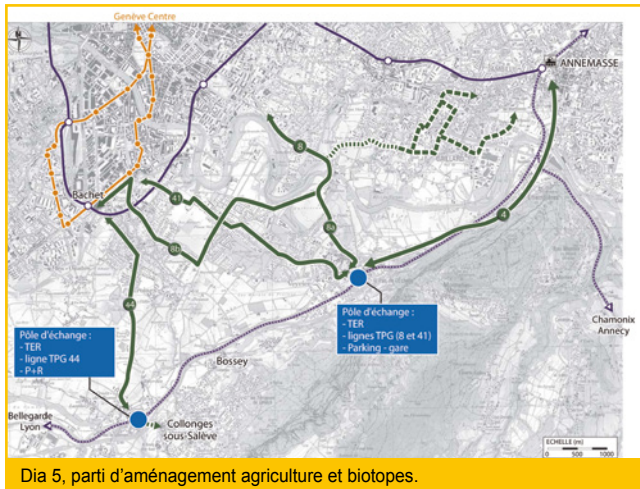 Genève Centre
N
ANNEMASSE
8
Bachet
41
8b
8a
4
44
Pôle d'échange :
- TER
- lignes TPG (8 et 41)
- Parking - gare
Pôle d'échange :
- TER
- ligne TPG 44
- P+R
Chamonix
Annecy
Bossey
Bellegarde
Lyon
Collonges
sous-Salève
ECHELLE (m)
0 500 1000
Dia 5, parti d'aménagement agriculture et biotopes.